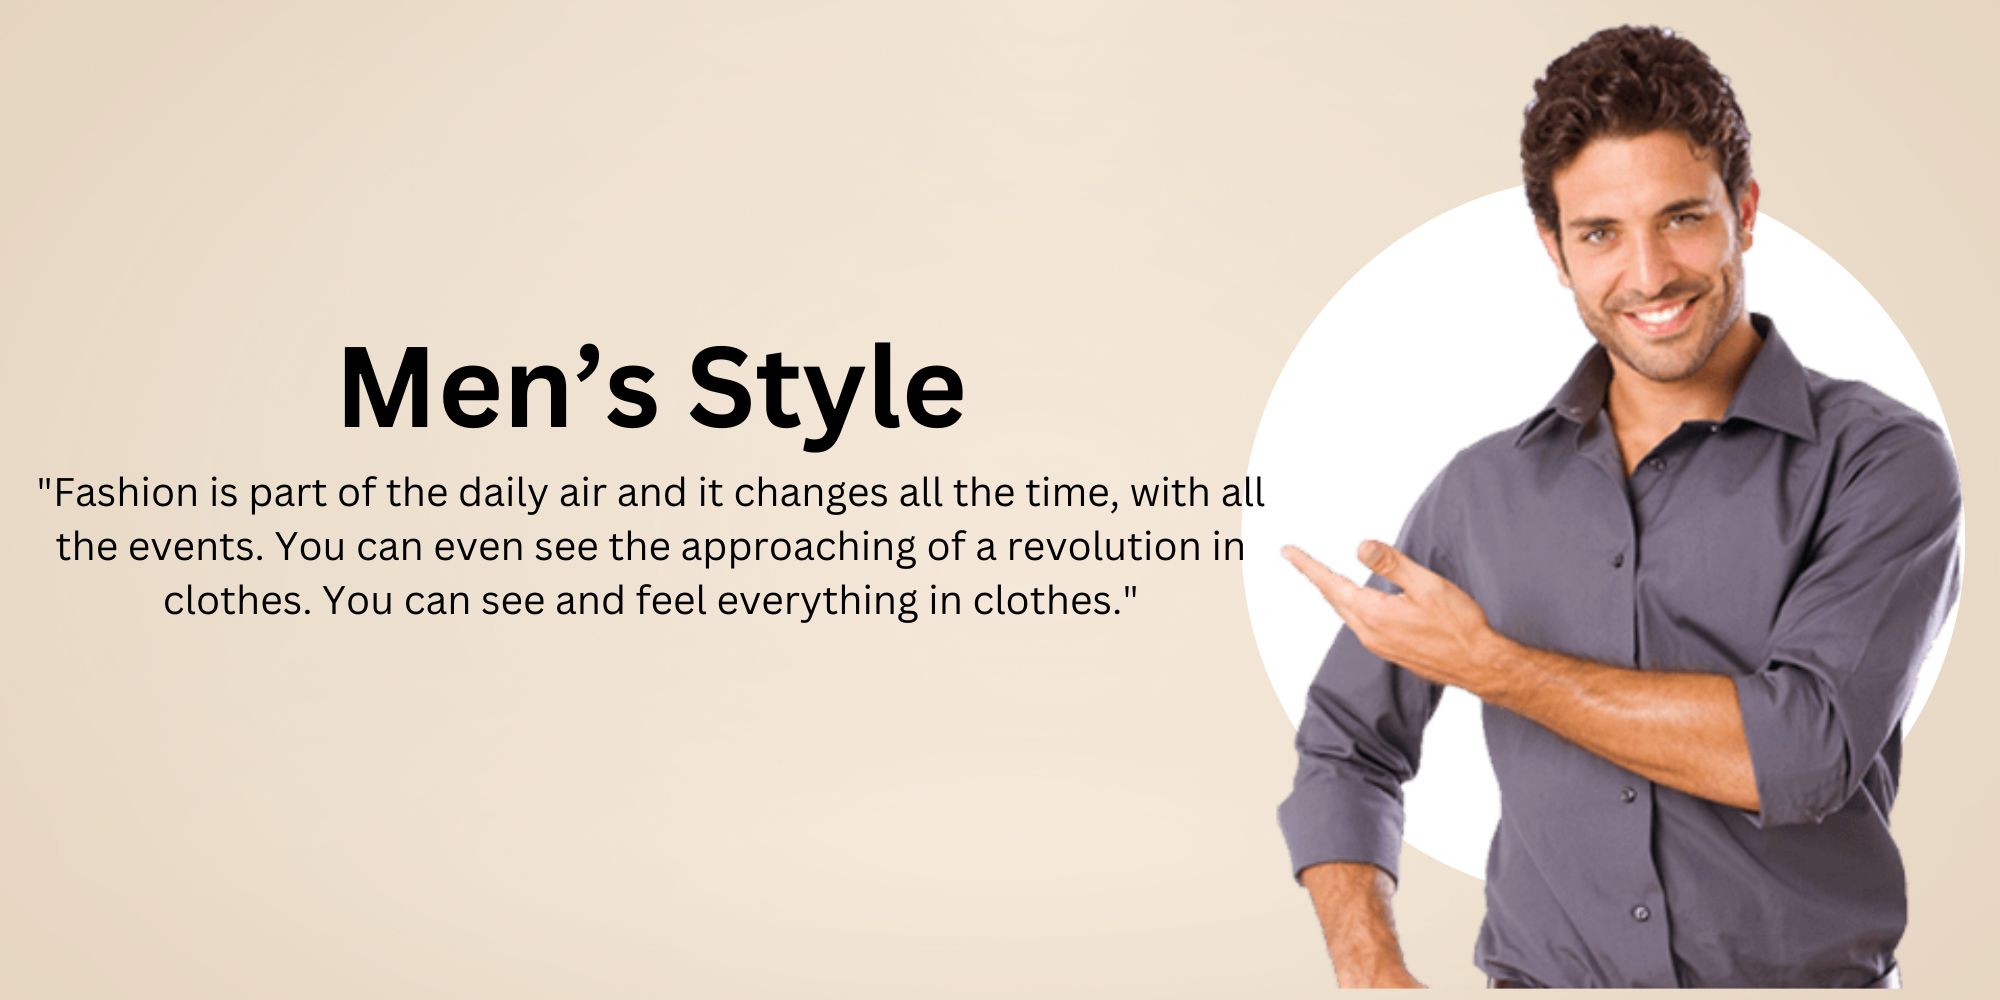 Men’s Style
"Fashion is part of the daily air and it changes all the time, with all
the events. You can even see the approaching of a revolution in
clothes. You can see and feel everything in clothes."